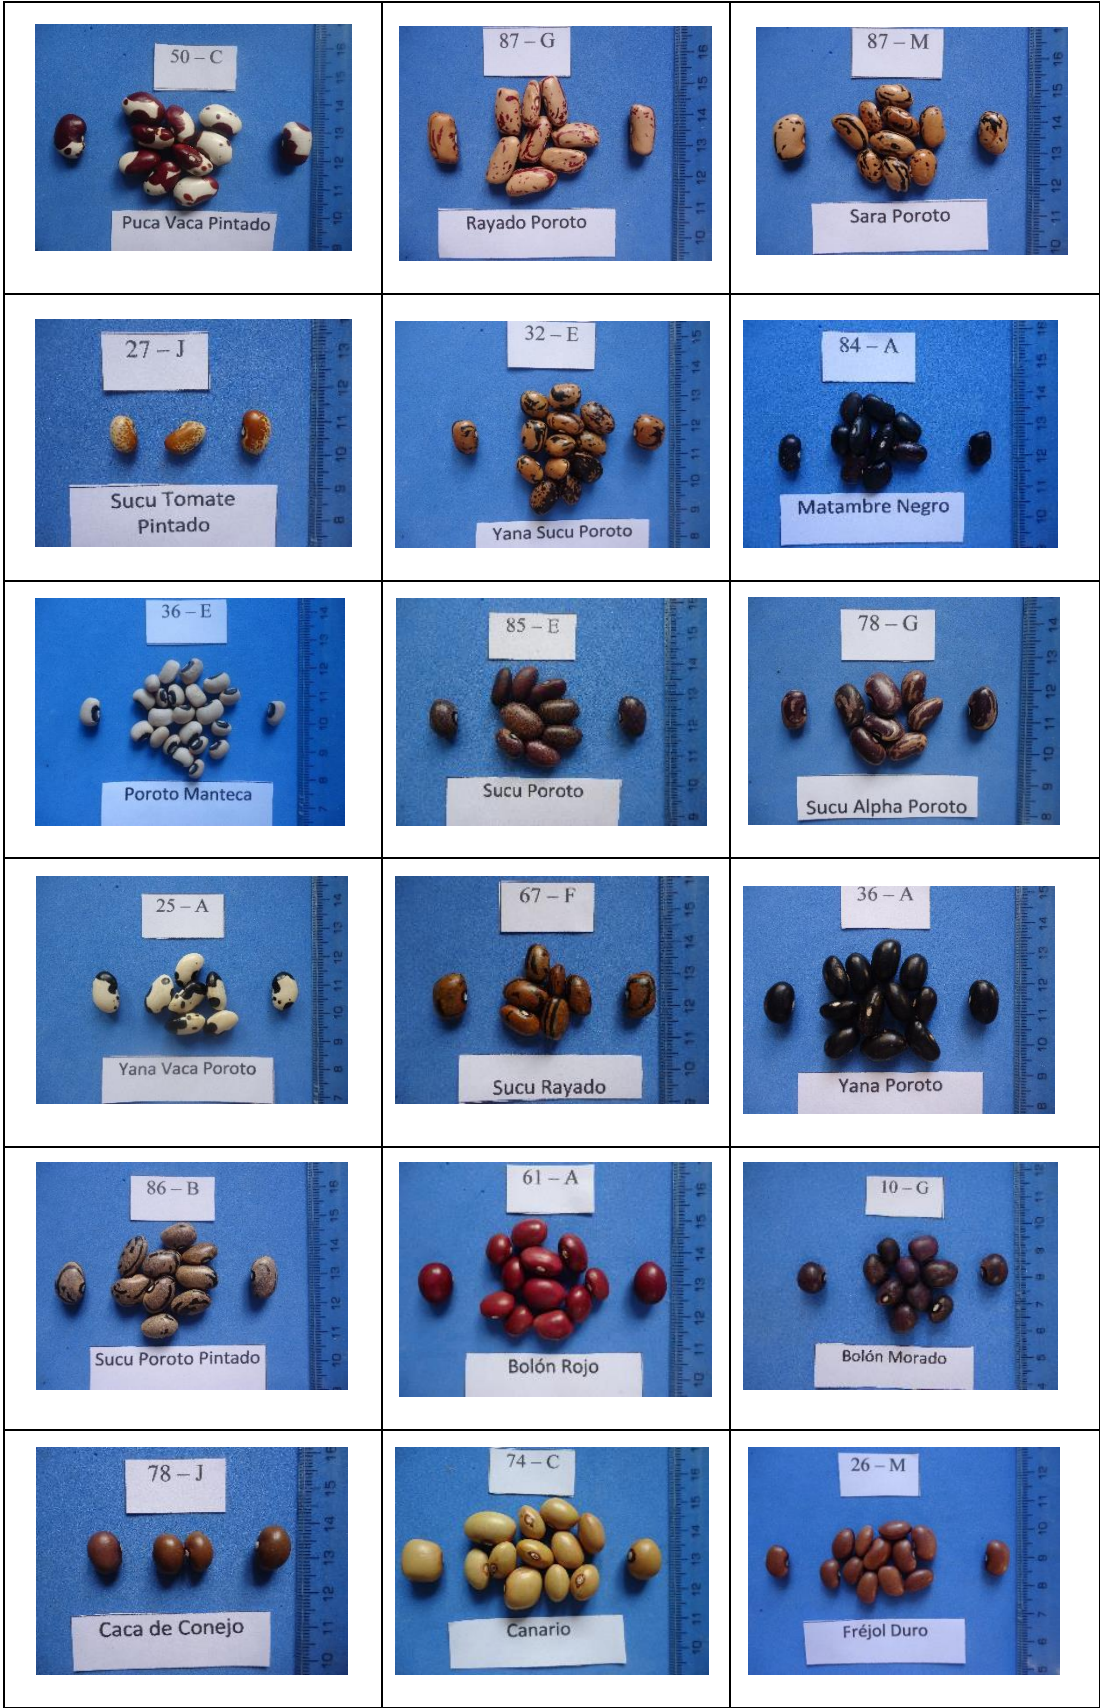 50 – C
Puca Vaca Pintado
87 – G
Rayado Poroto
87 – M
Sara Poroto
27 – J
Sucu Tomate
Pintado
32 – E
Yana Sucu Poroto
84 – A
Matambre Negro
36 – E
Poroto Manteca
85 – E
Sucu Poroto
78 – G
Sucu Alpha Poroto
25 – A
Yana Vaca Poroto
67 – F
Sucu Rayado
36 – A
Yana Poroto
86 – B
Sucu Poroto Pintado
61 – A
Bolón Rojo
10 – G
Bolón Morado
78 – J
Caca de Conejo
74 – C
Canario
26 – M
Fréjol Duro